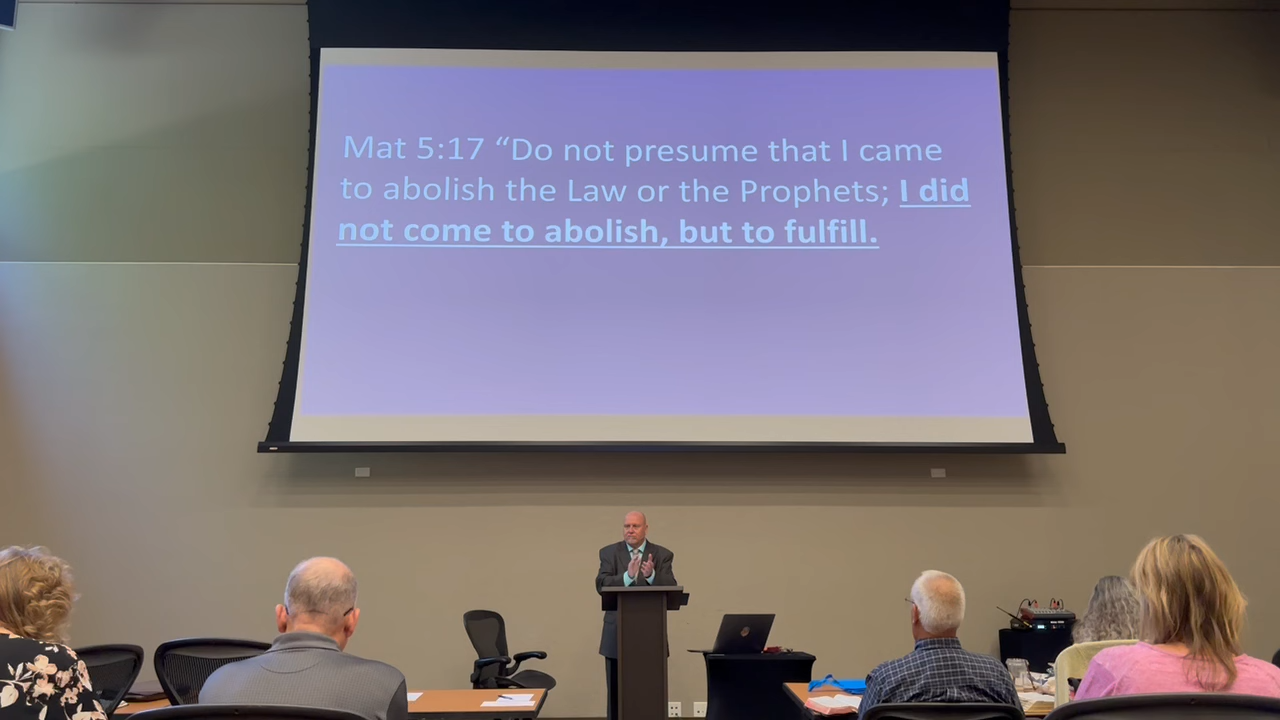 Mat 5:17 “Do not presume that I came
to abolish the Law or the Prophets; I did
not come to abolish, but to fulfill.